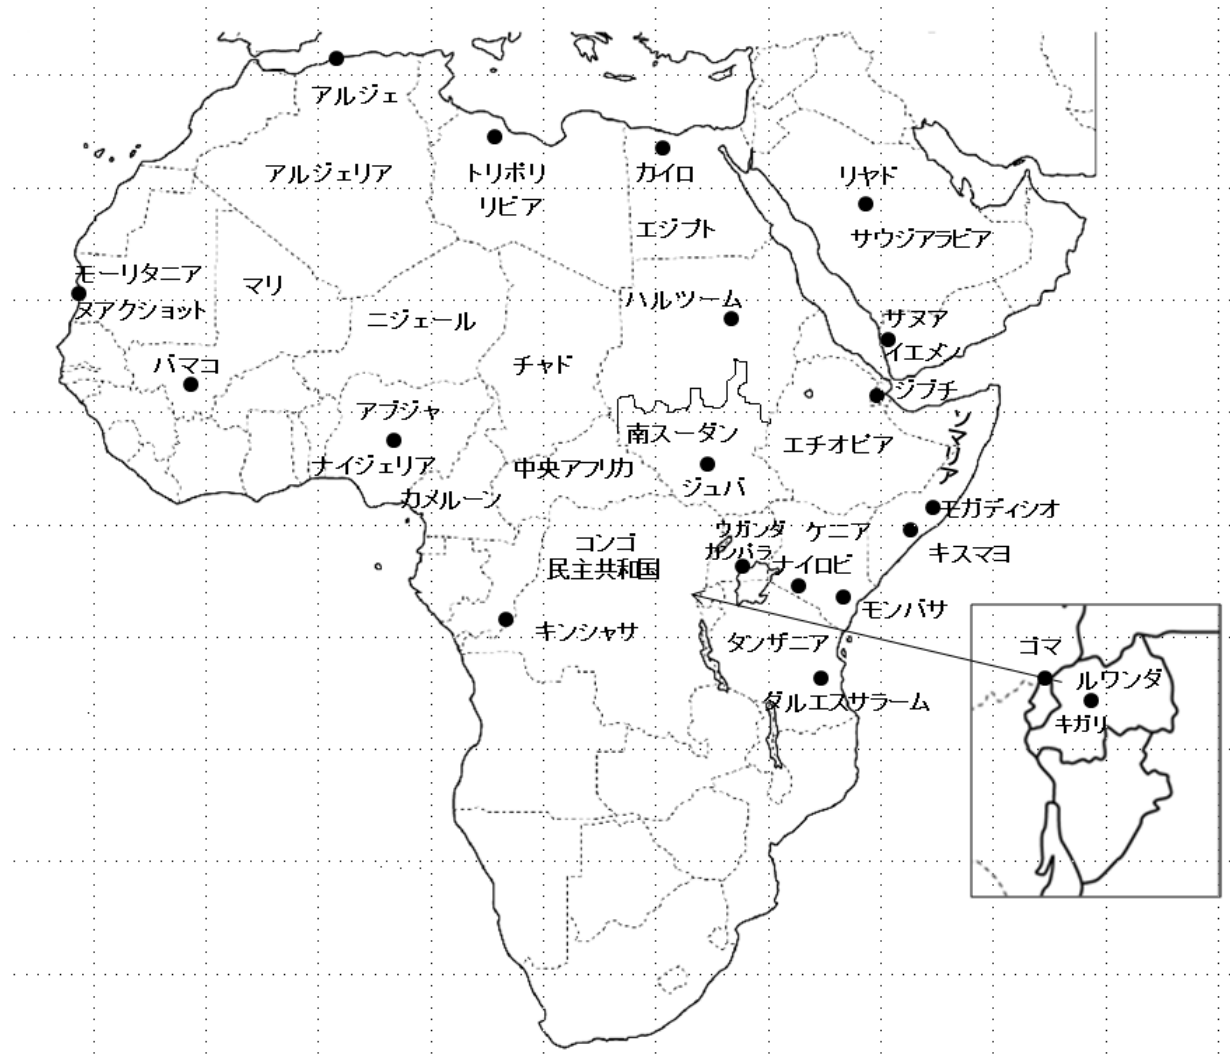 アルジェ
アルジェリア
トリポリ
リビア
カイロ
エジプト
リヤド
サウジアラビア
モーリタニア
ヌアクショット
マリ
ニジェール
ハルツーム
サヌア
イエメン
バマコ
チャド
ジブチ
アブジャ
ナイジェリア
南スーダン
ジュバ
エチオピア
ソマリア
中央アフリカ
カメルーン
モガディシオ
キスマヨ
コンゴ
民主共和国
ウガンダ
カンパラ
ケニア
ナイロビ
モンバサ
キンシャサ
タンザニア
ダルエスサラーム
ゴマ
ルワンダ
キガリ